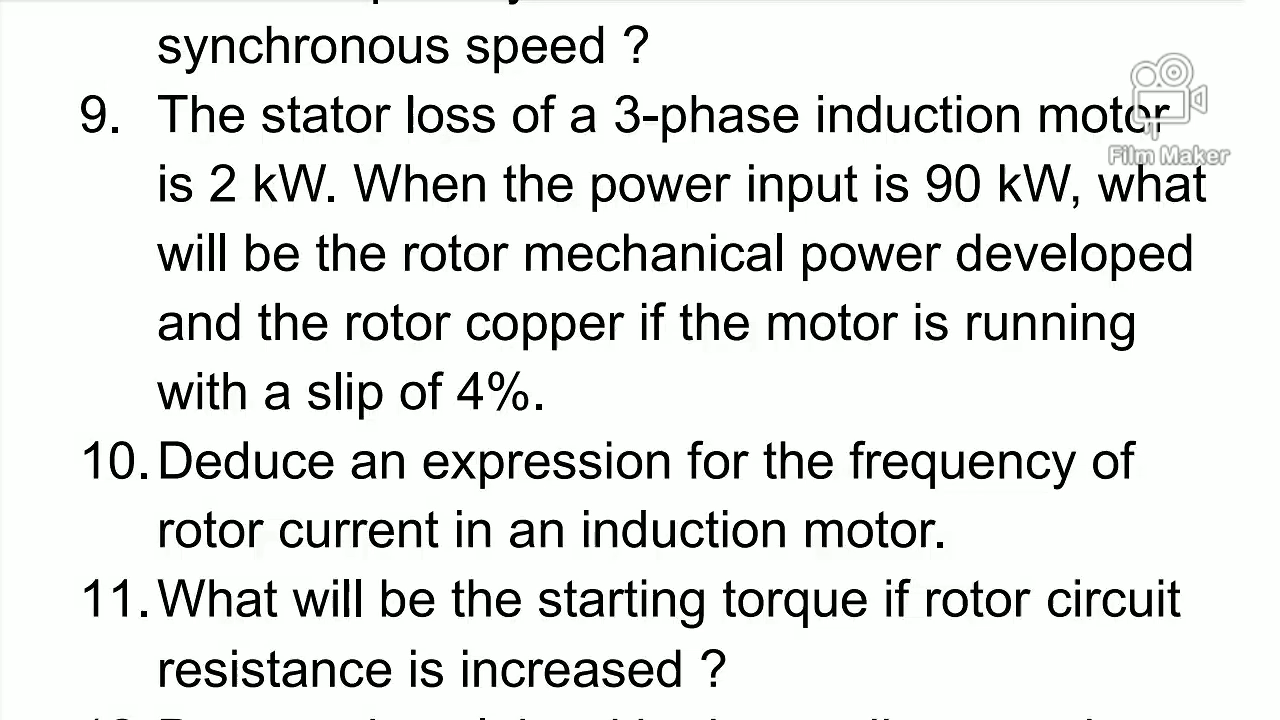 synchronous speed ?
9. The stator loss of a 3-phase induction motor
is 2 kW. When the power input is 90 kW, what
will be the rotor mechanical power developed
and the rotor copper if the motor is running
with a slip of 4%.
10. Deduce an expression for the frequency of
rotor current in an induction motor.
11. What will be the starting torque if rotor circuit
resistance is increased ?
Film Maker